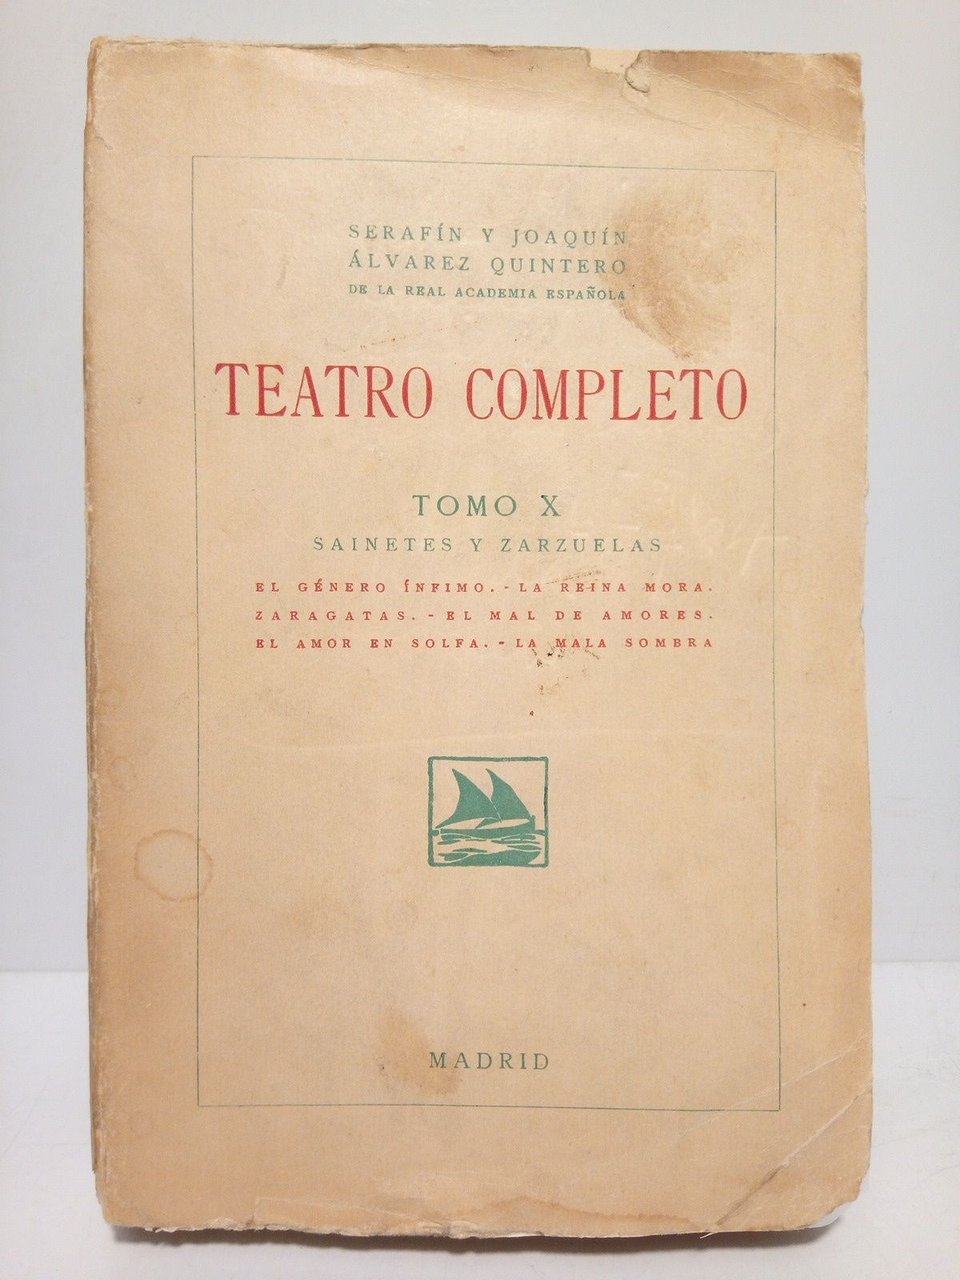 SERAFÍN Y JOAQUÍN
ÁLVAREZ QUINTERO
DE LA REAL ACADEMIA ESPAÑOLA
TEATRO COMPLETO
TOMO X
SAINETES Y ZARZUELAS
EL GÉNERO ÍNFIMO.-LA REINA MORA.
ZARAGATAS.-EL MAL DE AMORES.
EL AMOR EN SOLFA.-LA MALA SOMBRA
MADRID